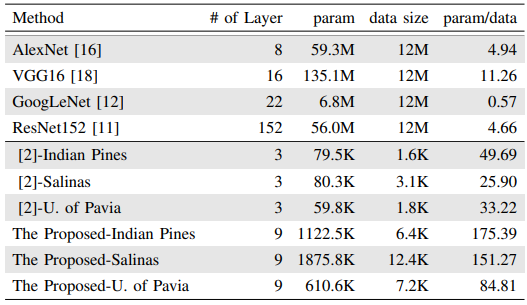 Method # of Layer param data size param/data
AlexNet [16] 8 59.3M 12M 4.94
VGG16 [18] 16 135.1M 12M 11.26
GoogLeNet [12] 22 6.8M 12M 0.57
ResNet152 [11] 152 56.0M 12M 4.66
[2]-Indian Pines 3 79.5K 1.6K 49.69
[2]-Salinas 3 80.3K 3.1K 25.90
[2]-U. of Pavia 3 59.8K 1.8K 33.22
The Proposed-Indian Pines 9 1122.5K 6.4K 175.39
The Proposed-Salinas 9 1875.8K 12.4K 151.27
The Proposed-U. of Pavia 9 610.6K 7.2K 84.81